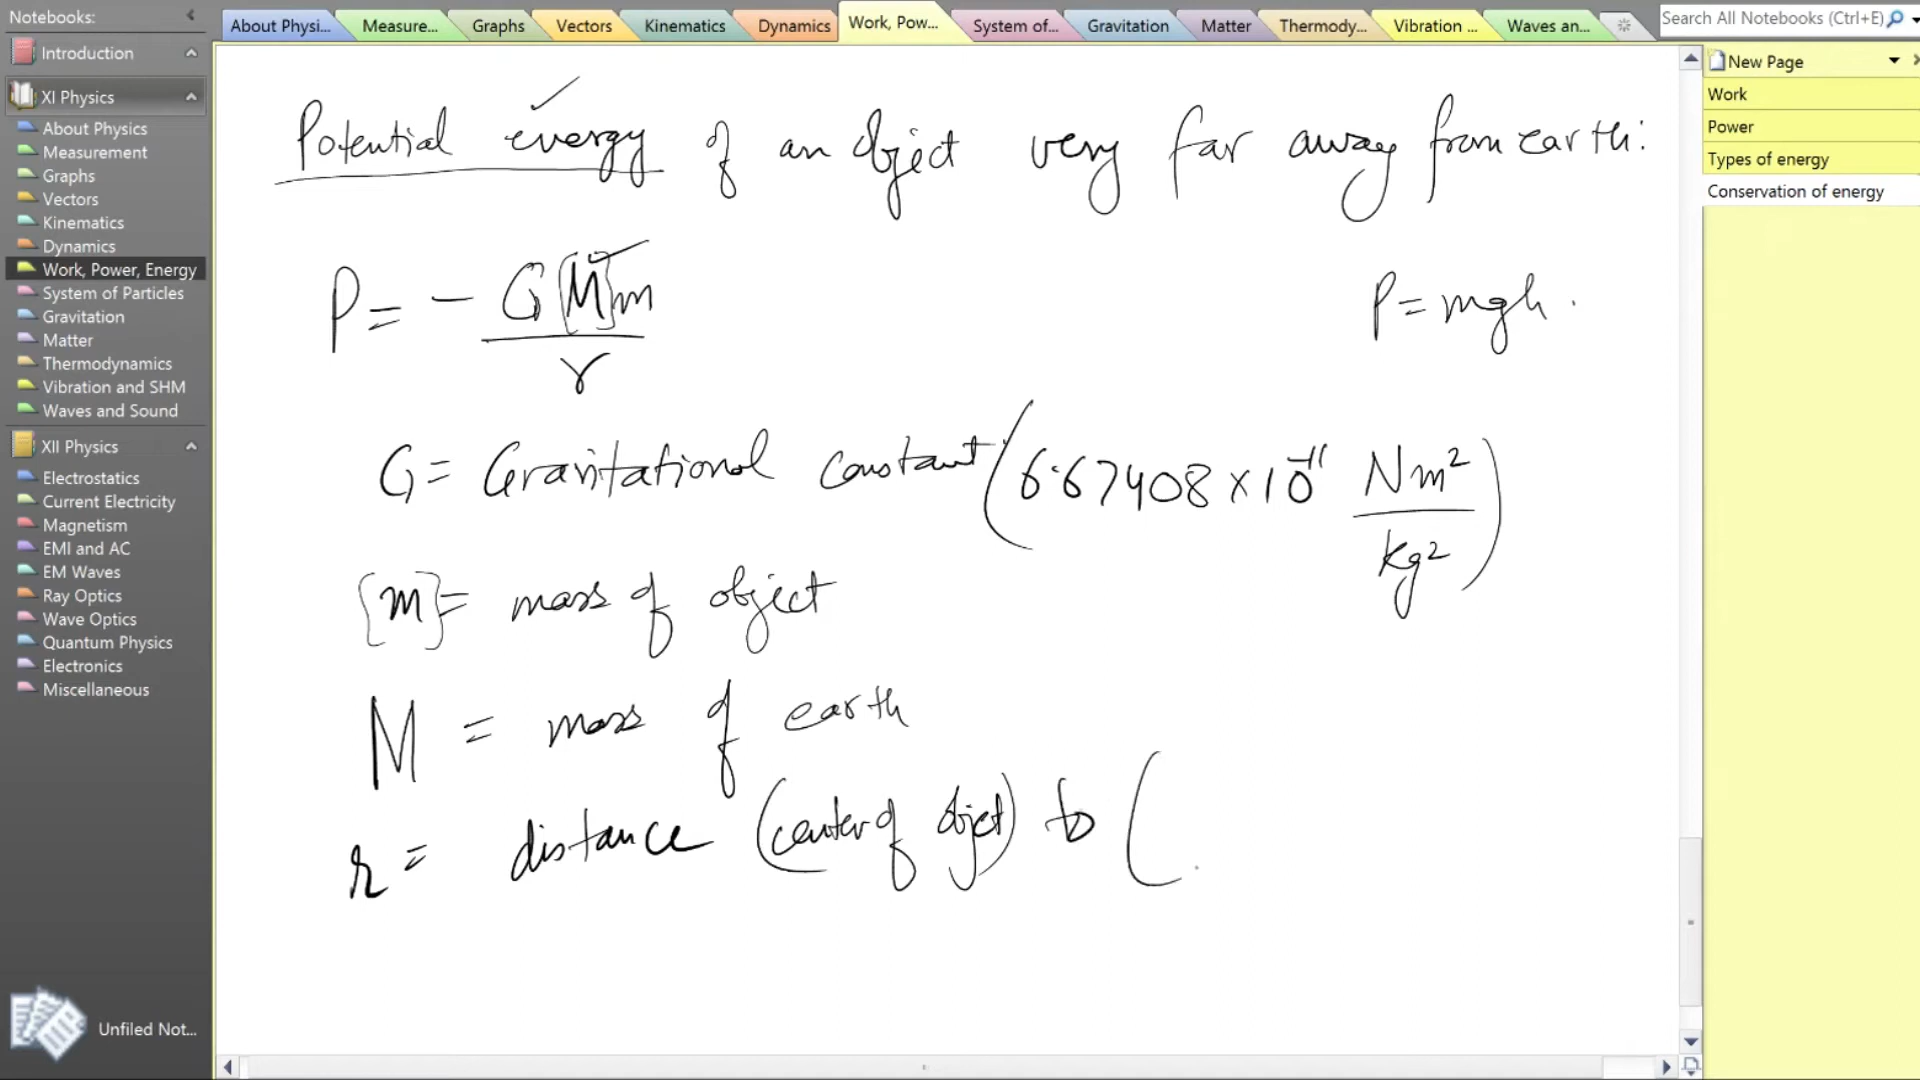 Notebooks:
Introduction
XI Physics
About Physics
Measurement
Graphs
Vectors
Kinematics
Dynamics
Work, Power, Energy
System of Particles
Gravitation
Matter
Thermodynamics
Vibration and SHM
Waves and Sound
XII Physics
Electrostatics
Current Electricity
Magnetism
EMI and AC
EM Waves
Ray Optics
Wave Optics
Quantum Physics
Electronics
Miscellaneous
Unfiled Not...
About Physi... Measure... Graphs Vectors Kinematics Dynamics Work, Pow... System of... Gravitation Matter Thermody... Vibration ... Waves an...
Search All Notebooks (Ctrl+E)
Potential energy of an object very far away from earth:
P = - G[M]m / r
P = mgh.
G = Gravitational constant (6.67408 × 10⁻¹¹ Nm² / kg²)
[m] = mass of object
M = mass of earth
r = distance (center of objet) to (
New Page
Work
Power
Types of energy
Conservation of energy